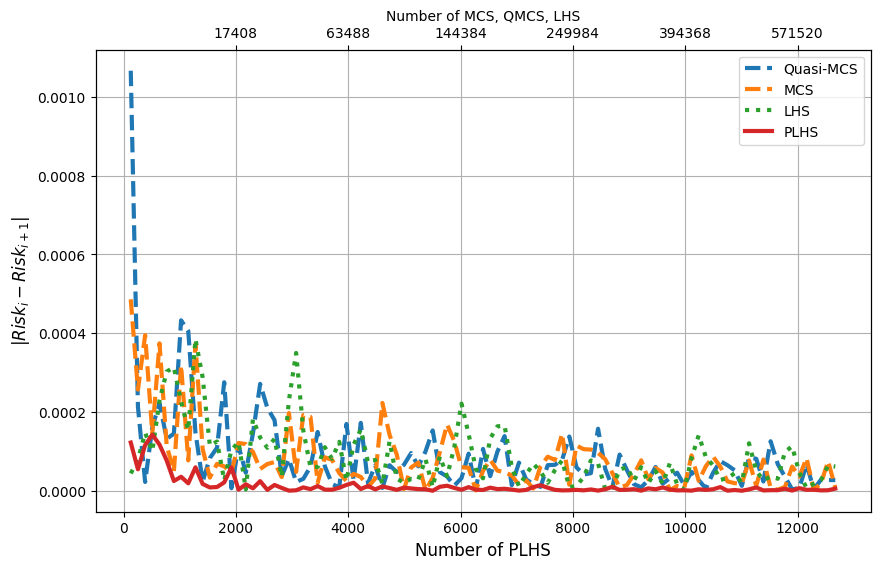 Number of MCS, QMCS, LHS
17408 63488 144384 249984 394368 571520
Quasi-MCS
MCS
LHS
PLHS
0.0010
0.0008
0.0006
0.0004
0.0002
0.0000
|Risk_i − Risk_{i+1}|
0 2000 4000 6000 8000 10000 12000
Number of PLHS